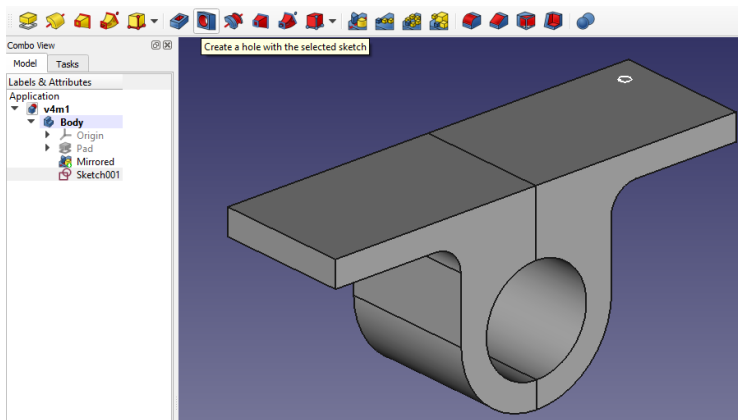 Combo View
Create a hole with the selected sketch
Model Tasks
Labels & Attributes
Application
v4m1
Body
Origin
Pad
Mirrored
Sketch001